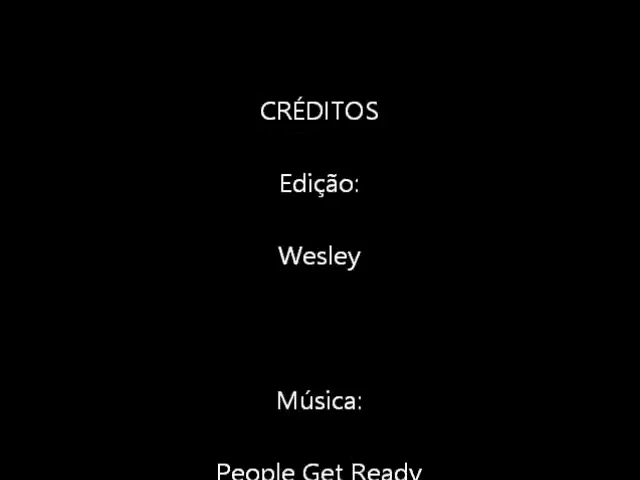 CRÉDITOS
Edição:
Wesley
Música:
People Get Ready